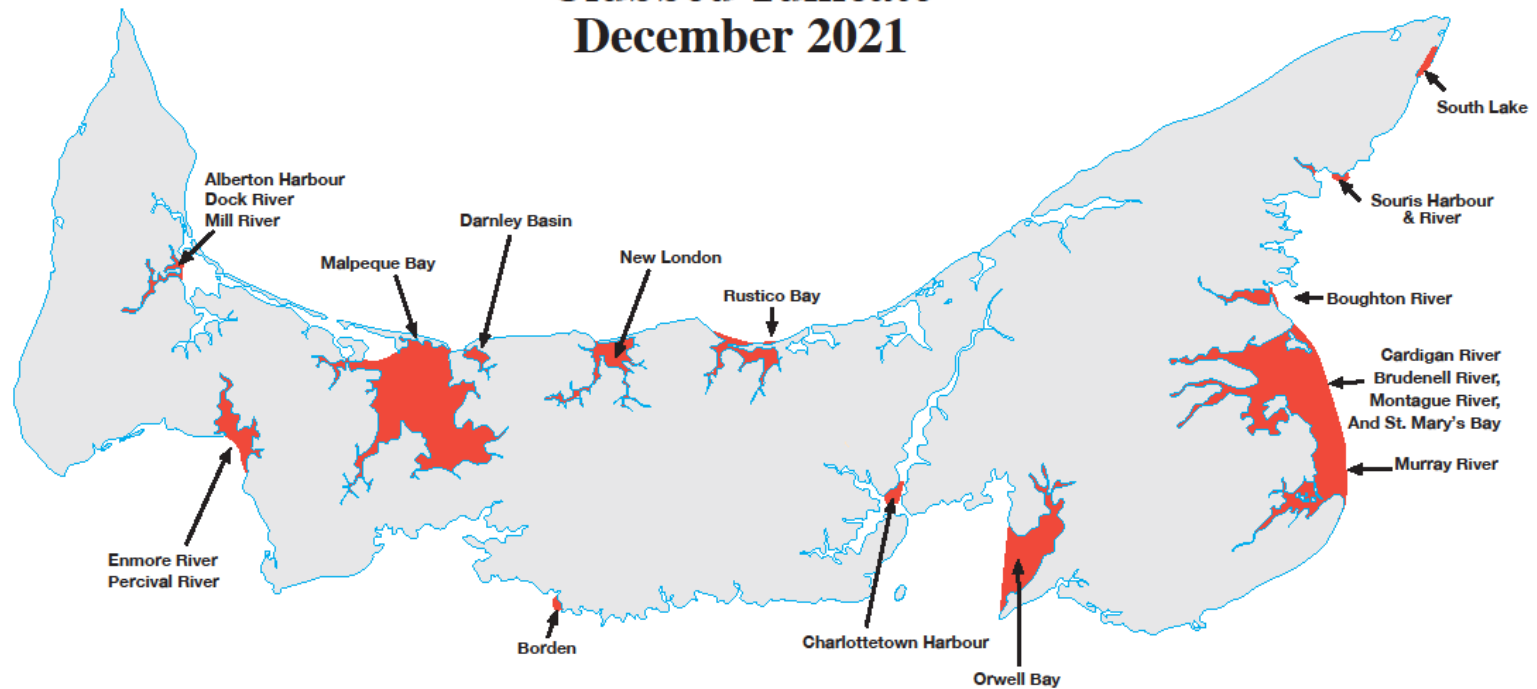 December 2021
South Lake
Souris Harbour
& River
Alberton Harbour
Dock River
Mill River
Darnley Basin
Malpeque Bay
New London
Rustico Bay
Boughton River
Cardigan River
Brudenell River,
Montague River,
And St. Mary's Bay
Murray River
Enmore River
Percival River
Borden
Charlottetown Harbour
Orwell Bay